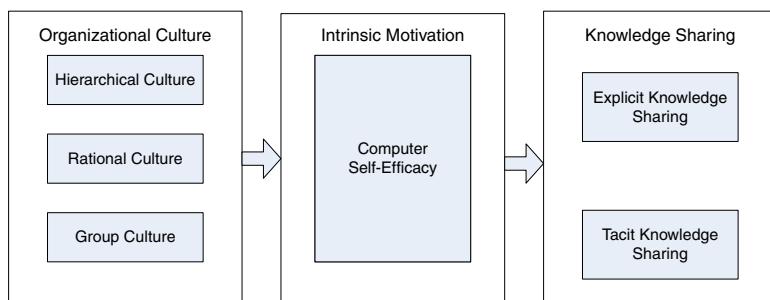 Organizational Culture
Hierarchical Culture
Rational Culture
Group Culture
Intrinsic Motivation
Computer
Self-Efficacy
Knowledge Sharing
Explicit Knowledge
Sharing
Tacit Knowledge
Sharing